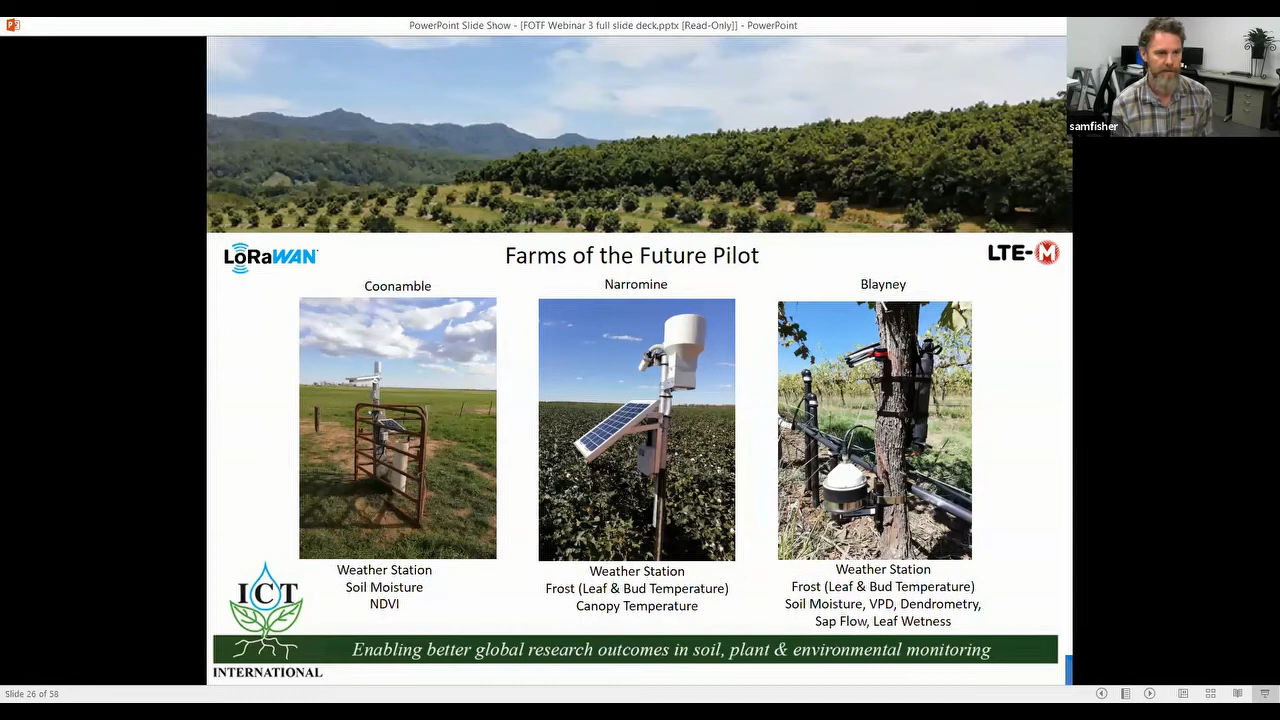 PowerPoint Slide Show - [FOTF Webinar 3 full slide deck.pptx [Read-Only]] - PowerPoint
samfisher
LoRaWAN
Farms of the Future Pilot
LTE-M
Coonamble
Narromine
Blayney
Weather Station
Soil Moisture
NDVI
Weather Station
Frost (Leaf & Bud Temperature)
Canopy Temperature
Weather Station
Frost (Leaf & Bud Temperature)
Soil Moisture, VPD, Dendrometry,
Sap Flow, Leaf Wetness
ICT
INTERNATIONAL
Enabling better global research outcomes in soil, plant & environmental monitoring
Slide 26 of 58